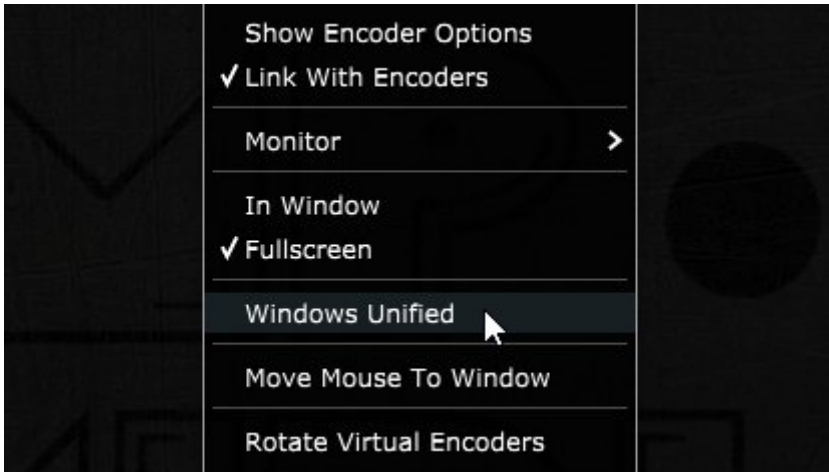 Show Encoder Options
Link With Encoders
Monitor
In Window
Fullscreen
Windows Unified
Move Mouse To Window
Rotate Virtual Encoders